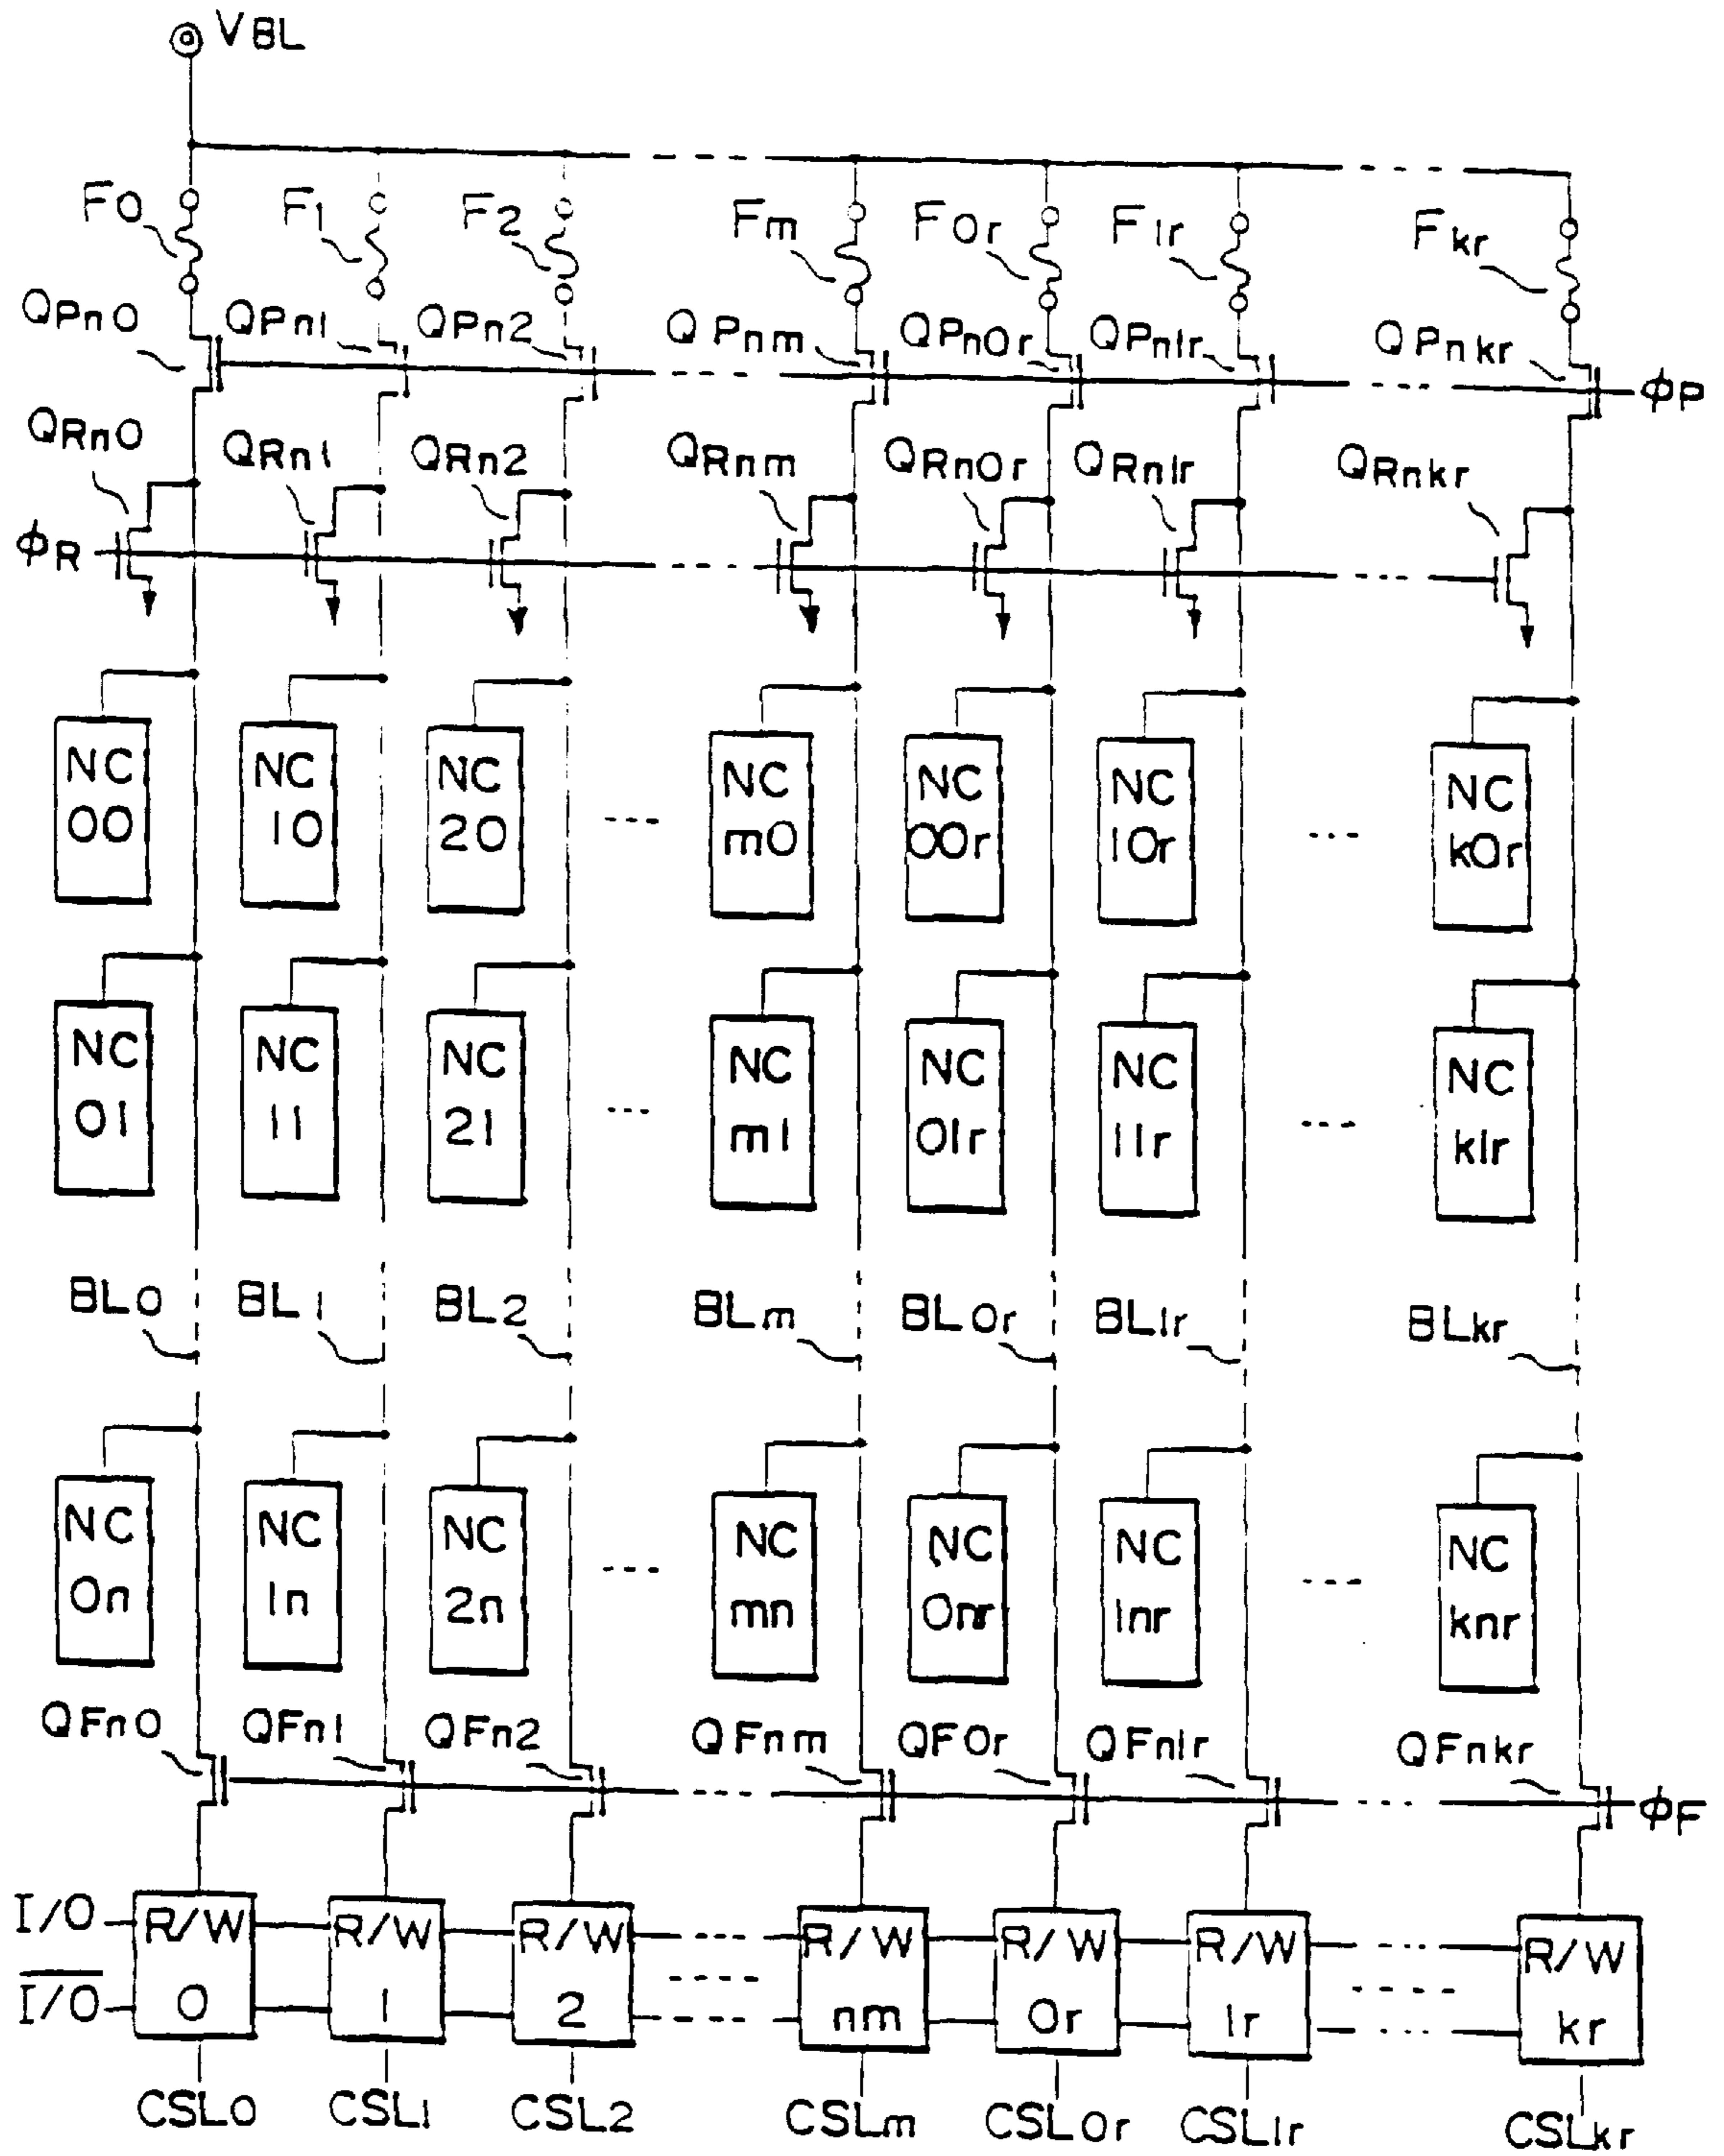 VBL
F0 F1 F2 Fm F0r F1r Fkr
QPn0 QPn1 QPn2 QPnm QPn0r QPn1r QPnkr
ϕP
QRn0 QRn1 QRn2 QRnm QRn0r QRn1r QRnkr
ϕR
NC NC NC NC NC NC NC
00 10 20 m0 00r 10r k0r
NC NC NC NC NC NC NC
01 11 21 m1 01r 11r k1r
BL0 BL1 BL2 BLm BL0r BL1r BLkr
NC NC NC NC NC NC NC
0n 1n 2n mn 0nr 1nr knr
QFn0 QFn1 QFn2 QFnm QF0r QFn1r QFnkr
ϕF
I/O R/W R/W R/W R/W R/W R/W R/W
I̅/̅O̅ 0 1 2 nm 0r 1r kr
CSL0 CSL1 CSL2 CSLm CSL0r CSL1r CSLkr